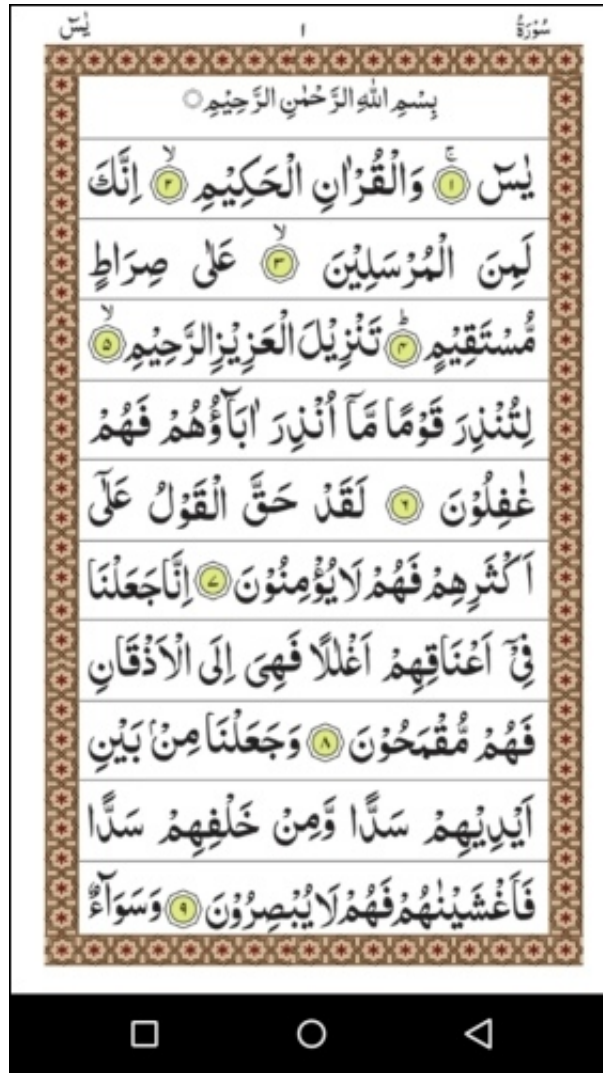 سُوْرَةُ ١ يٰسٓ
بِسْمِ اللّٰهِ الرَّحْمٰنِ الرَّحِيْمِ ۝
يٰسٓ ۚ ﴿١﴾ وَالْقُرْاٰنِ الْحَكِيْمِ ۙ ﴿٢﴾ اِنَّكَ
لَمِنَ الْمُرْسَلِيْنَ ۙ ﴿٣﴾ عَلٰى صِرَاطٍ
مُّسْتَقِيْمٍ ؕ ﴿٤﴾ تَنْزِيْلَ الْعَزِيْزِ الرَّحِيْمِ ۙ ﴿٥﴾
لِتُنْذِرَ قَوْمًا مَّاۤ اُنْذِرَ اٰبَآؤُهُمْ فَهُمْ
غٰفِلُوْنَ ﴿٦﴾ لَقَدْ حَقَّ الْقَوْلُ عَلٰٓى
اَكْثَرِهِمْ فَهُمْ لَا يُؤْمِنُوْنَ ﴿٧﴾ اِنَّا جَعَلْنَا
فِيْۤ اَعْنَاقِهِمْ اَغْلٰلًا فَهِيَ اِلَى الْاَذْقَانِ
فَهُمْ مُّقْمَحُوْنَ ﴿٨﴾ وَجَعَلْنَا مِنْۢ بَيْنِ
اَيْدِيْهِمْ سَدًّا وَّمِنْ خَلْفِهِمْ سَدًّا
فَاَغْشَيْنٰهُمْ فَهُمْ لَا يُبْصِرُوْنَ ﴿٩﴾ وَسَوَآءٌ